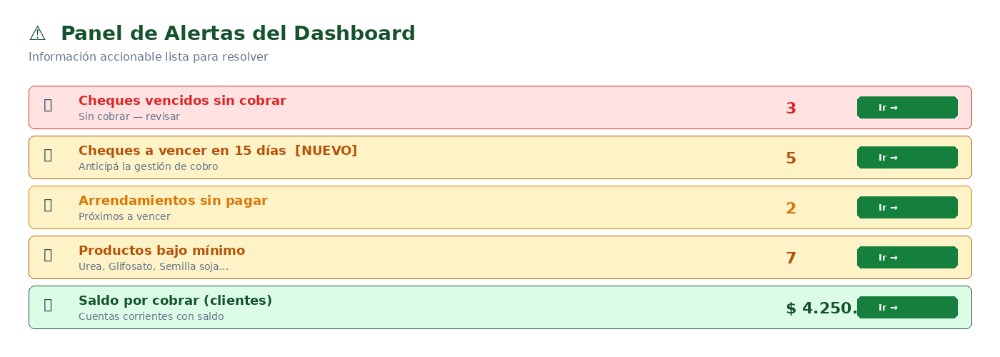 ⚠ Panel de Alertas del Dashboard
Información accionable lista para resolver
Cheques vencidos sin cobrar
Sin cobrar — revisar
3
Ir →
Cheques a vencer en 15 días [NUEVO]
Anticipá la gestión de cobro
5
Ir →
Arrendamientos sin pagar
Próximos a vencer
2
Ir →
Productos bajo mínimo
Urea, Glifosato, Semilla soja...
7
Ir →
Saldo por cobrar (clientes)
Cuentas corrientes con saldo
$ 4.250.
Ir →